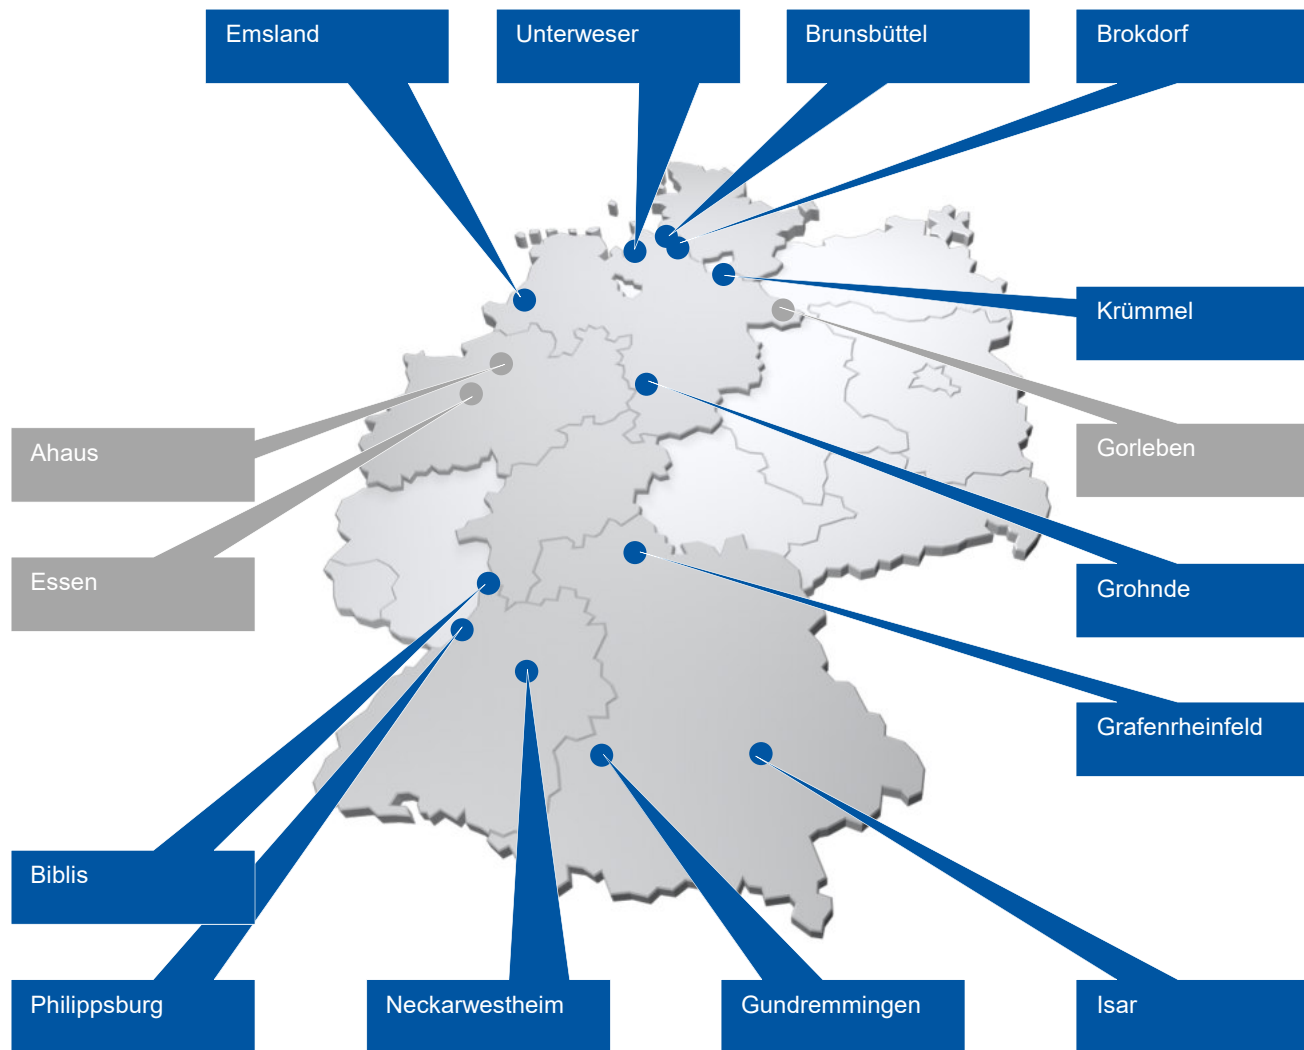 Emsland
Unterweser
Brunsbüttel
Brokdorf
Krümmel
Ahaus
Gorleben
Essen
Grohnde
Grafenrheinfeld
Biblis
Philippsburg
Neckarwestheim
Gundremmingen
Isar